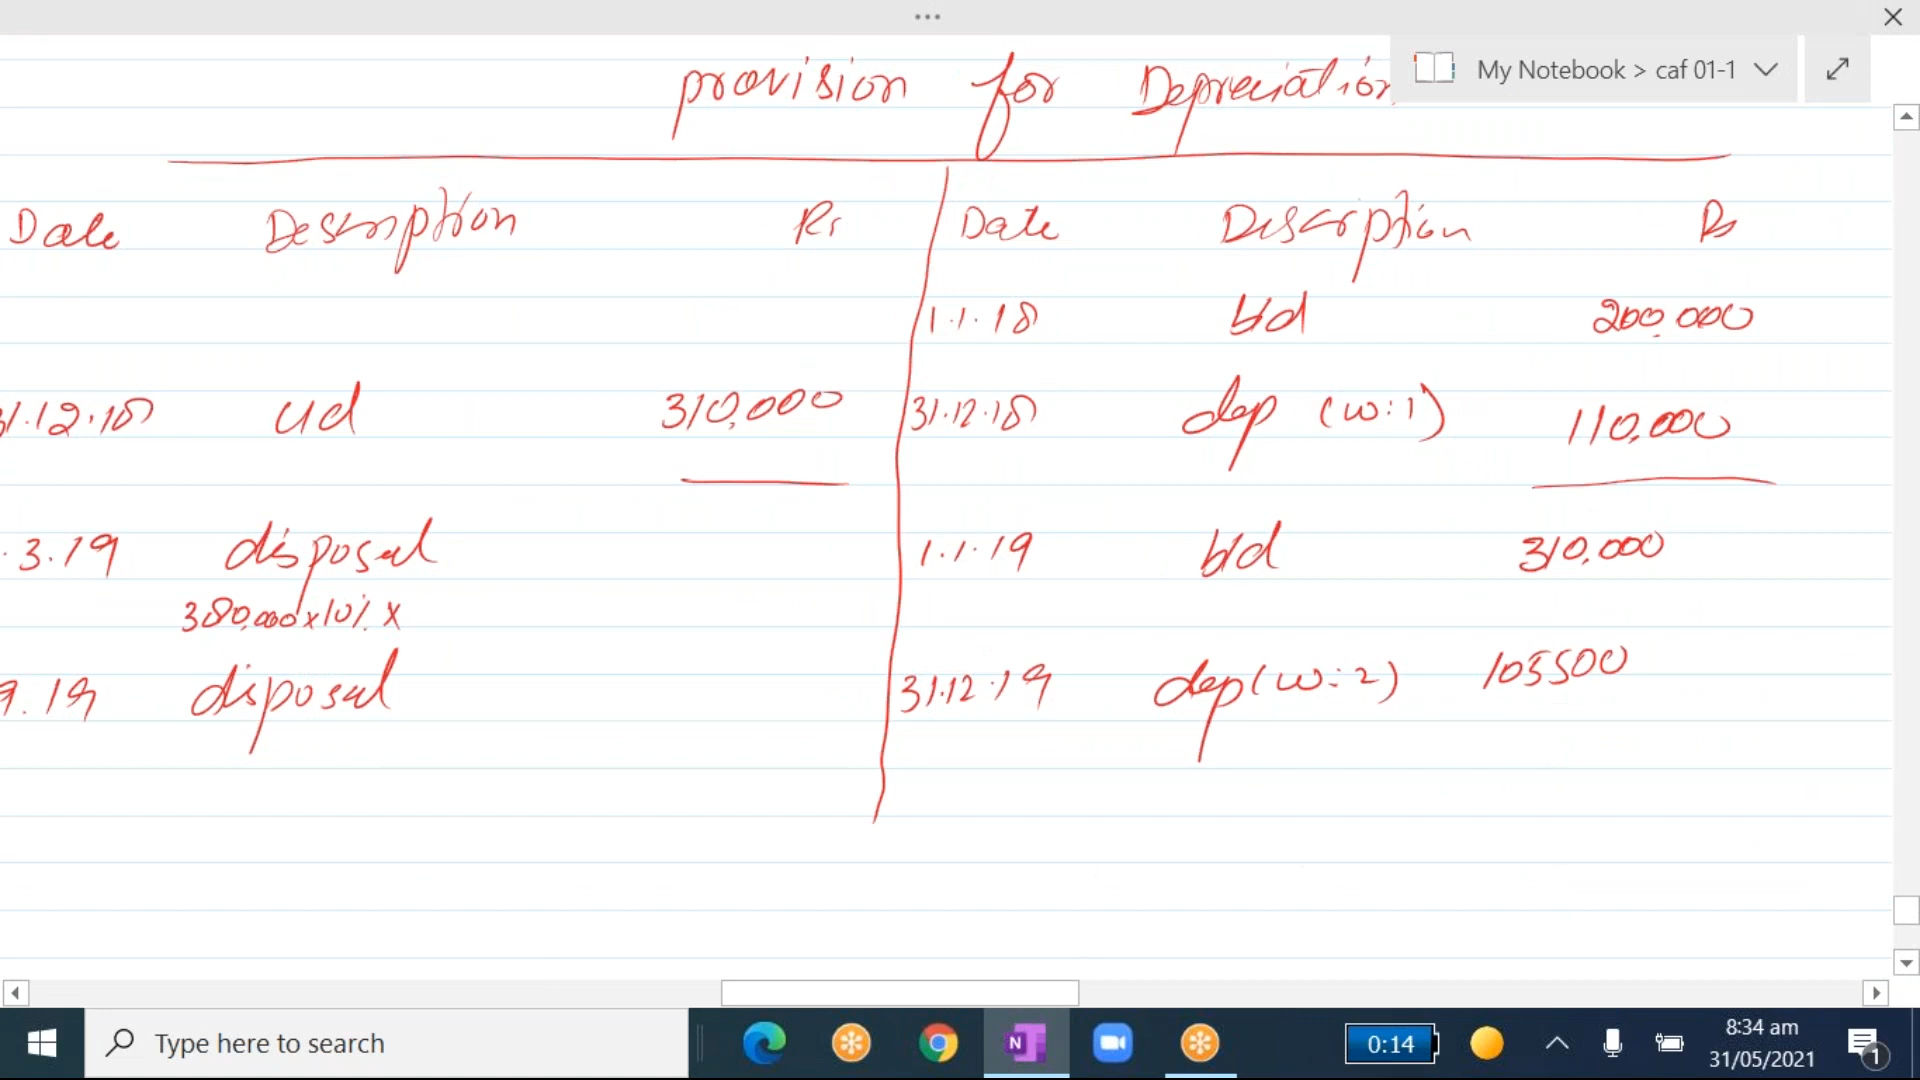 My Notebook > caf 01-1
provision for Depreciation
Date Description Rs Date Description Rs
1.1.18 b/d 200,000
31.12.18 c/d 310,000 31.12.18 dep (w:1) 110,000
.3.19 disposal 1.1.19 b/d 310,000
380,000x10%x
9.19 disposal 31.12.19 dep(w:2) 105500
Type here to search
N
0:14
8:34 am
31/05/2021
1